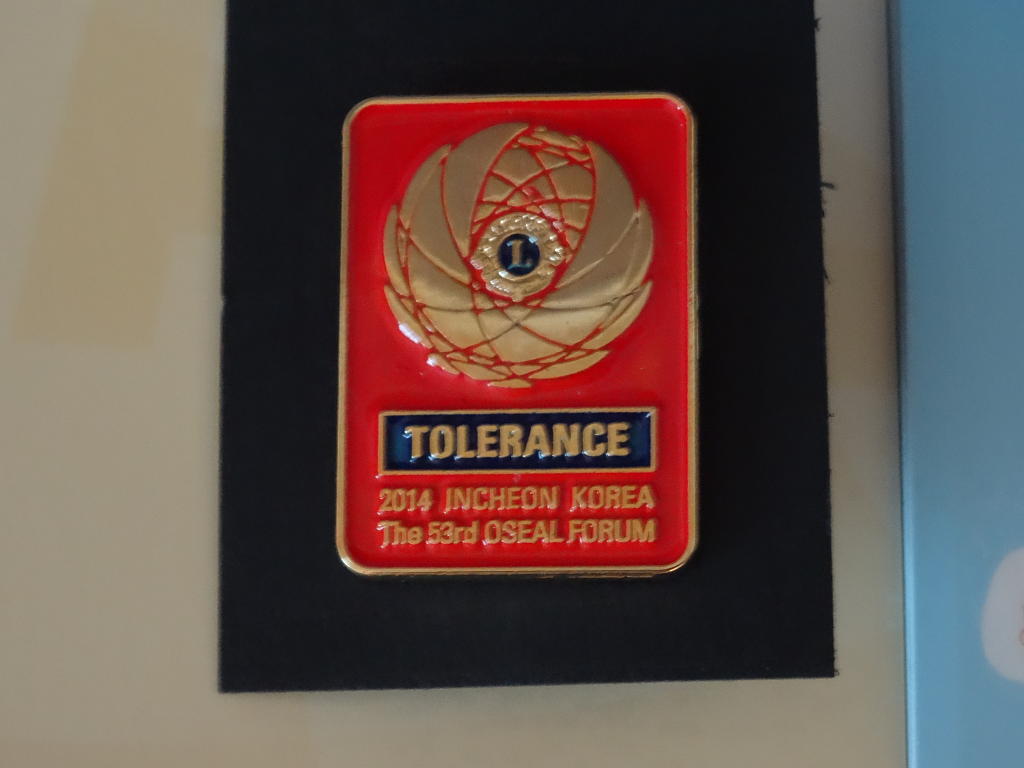 L
TOLERANCE
2014 INCHEON KOREA
The 53rd OSEAL FORUM